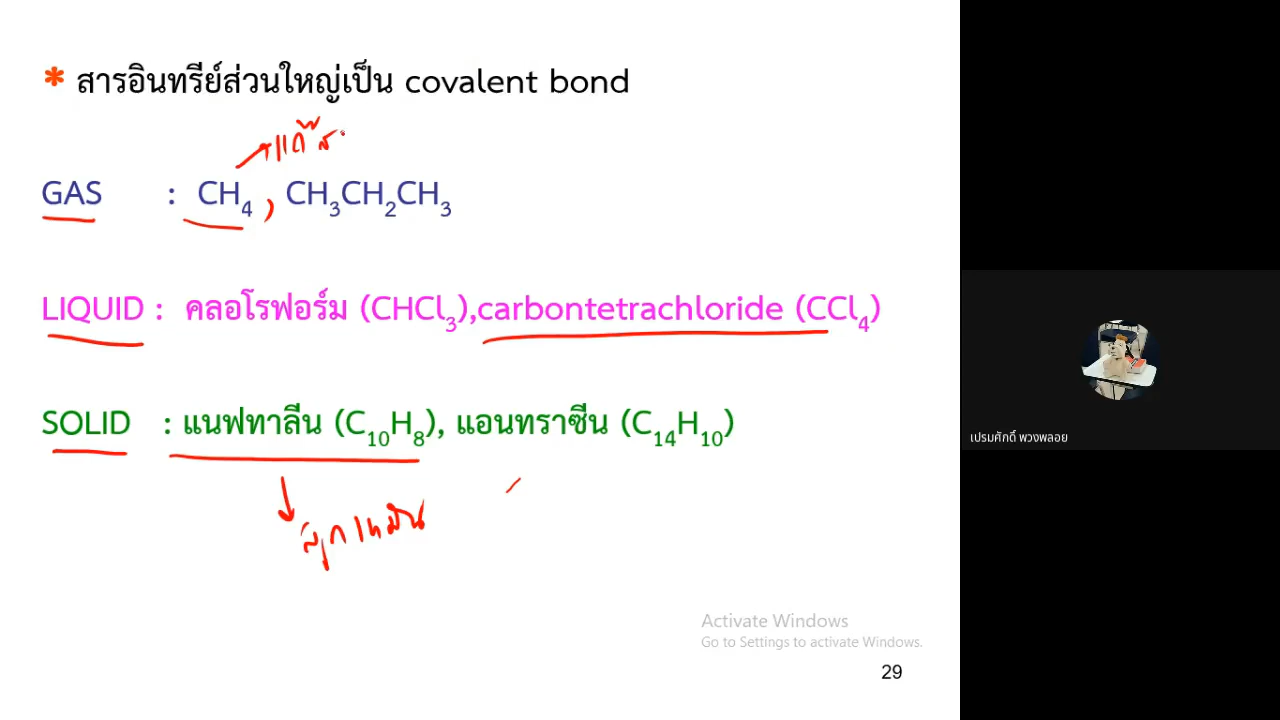 * สารอินทรีย์ส่วนใหญ่เป็น covalent bond
แก๊ส
GAS : CH4 , CH3CH2CH3
LIQUID : คลอโรฟอร์ม (CHCl3),carbontetrachloride (CCl4)
SOLID : แนฟทาลีน (C10H8), แอนทราซีน (C14H10)
ลูกเหม็น
เปรมศักดิ์ พวงพลอย
Activate Windows
Go to Settings to activate Windows.
29